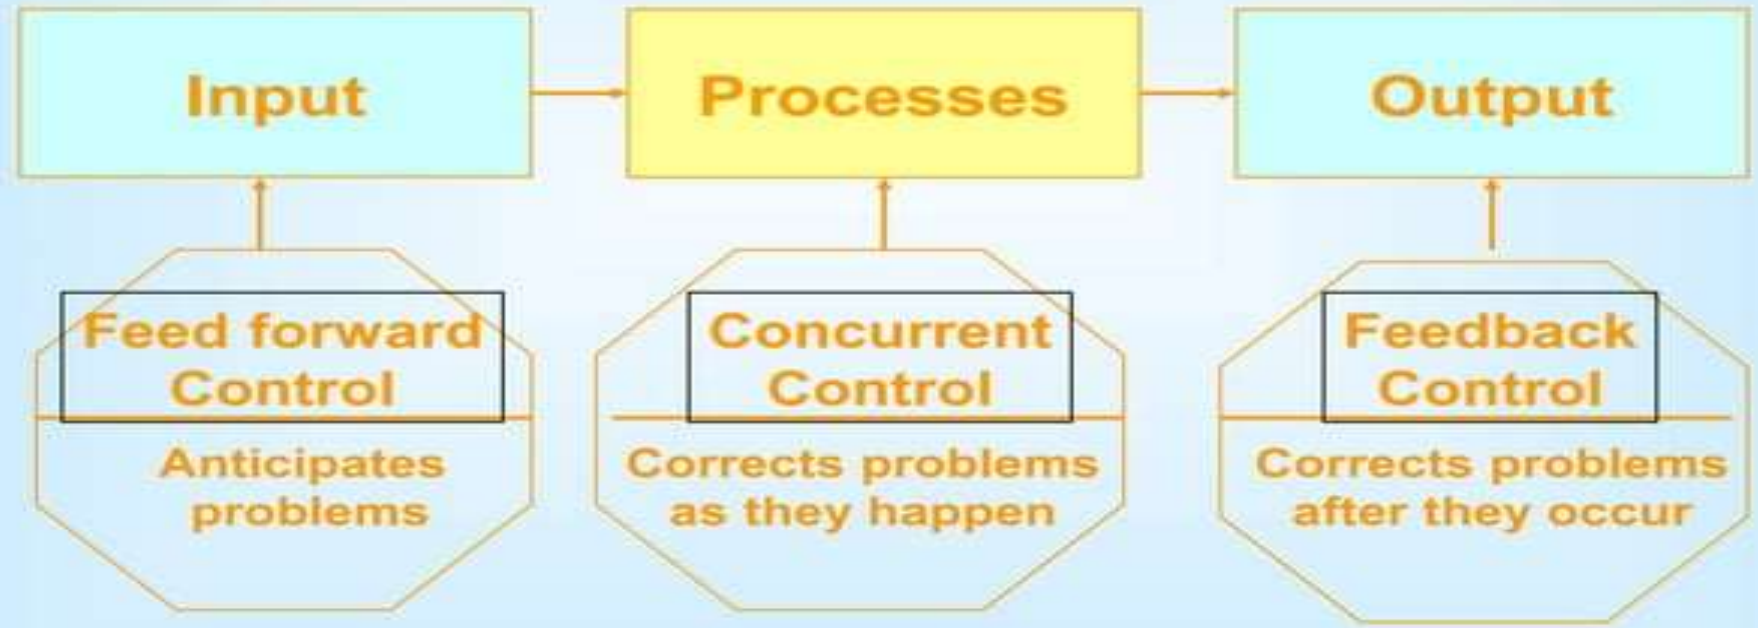 Input
Processes
Output
Feed forward
Control
Anticipates
problems
Concurrent
Control
Corrects problems
as they happen
Feedback
Control
Corrects problems
after they occur